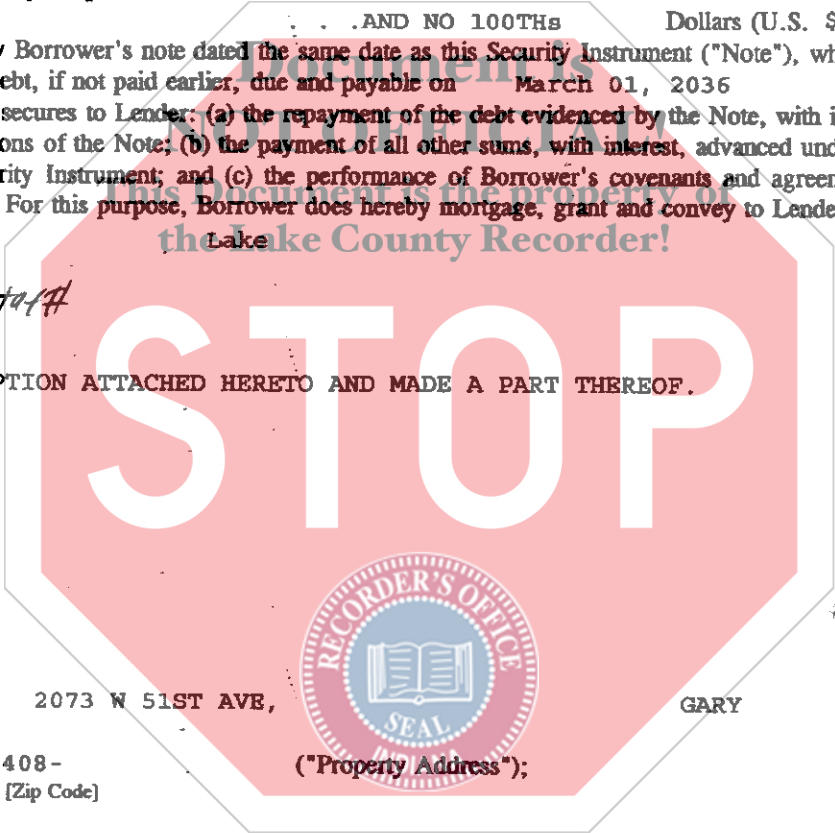 . . .AND NO 100THs Dollars (U.S. $
Borrower's note dated the same date as this Security Instrument ("Note"), wh
ebt, if not paid earlier, due and payable on March 01, 2036
secures to Lender: (a) the repayment of the debt evidenced by the Note, with i
ons of the Note; (b) the payment of all other sums, with interest, advanced und
rity Instrument; and (c) the performance of Borrower's covenants and agreem
For this purpose, Borrower does hereby mortgage, grant and convey to Lende
Lake
Document is
NOT OFFICIAL!
This Document is the property of
the Lake County Recorder!
PTION ATTACHED HERETO AND MADE A PART THEREOF.
STOP
RECORDER'S OFFICE
SEAL
INDIANA
2073 W 51ST AVE, GARY
408- ("Property Address");
[Zip Code]